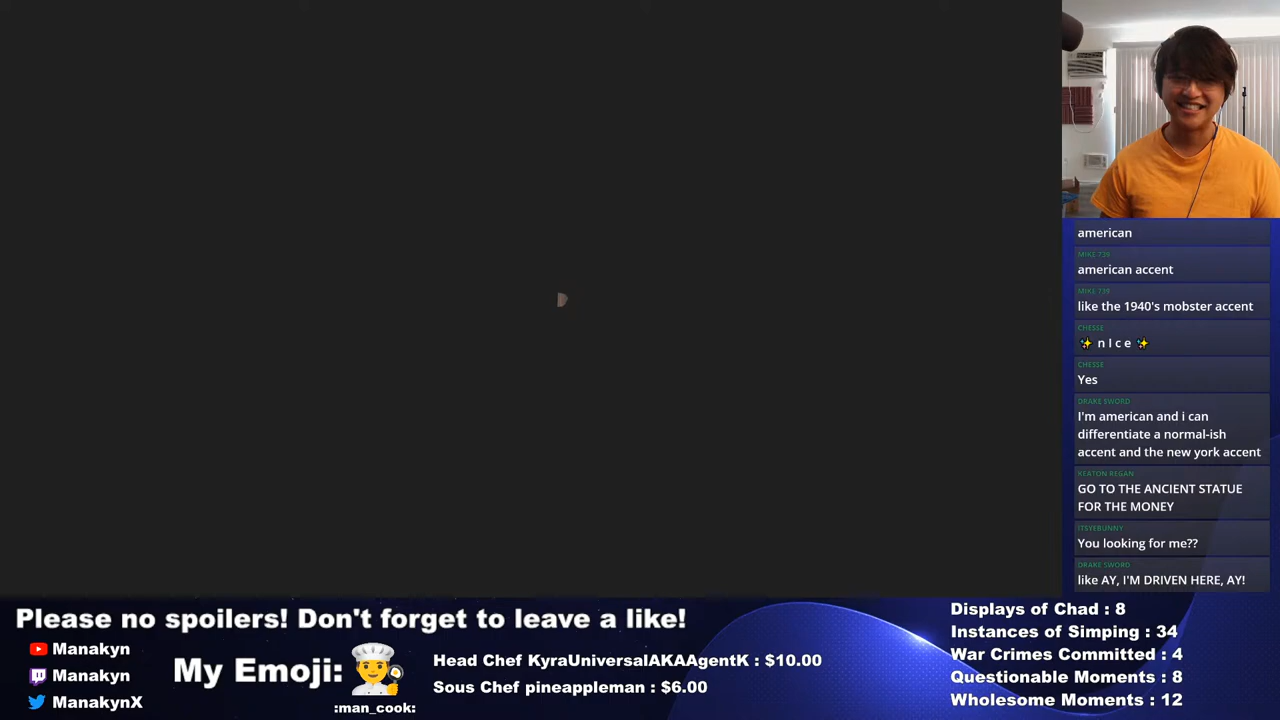 american
MIKE 739
american accent
MIKE 739
like the 1940's mobster accent
CHESSE
✨ n I c e ✨
CHESSE
Yes
DRAKE SWORD
I'm american and i can
differentiate a normal-ish
accent and the new york accent
KEATON REGAN
GO TO THE ANCIENT STATUE
FOR THE MONEY
ITSYEBUNNY
You looking for me??
DRAKE SWORD
like AY, I'M DRIVEN HERE, AY!
Please no spoilers! Don't forget to leave a like!
Manakyn
Manakyn
ManakynX
My Emoji:
:man_cook:
Head Chef KyraUniversalAKAAgentK : $10.00
Sous Chef pineappleman : $6.00
Displays of Chad : 8
Instances of Simping : 34
War Crimes Committed : 4
Questionable Moments : 8
Wholesome Moments : 12